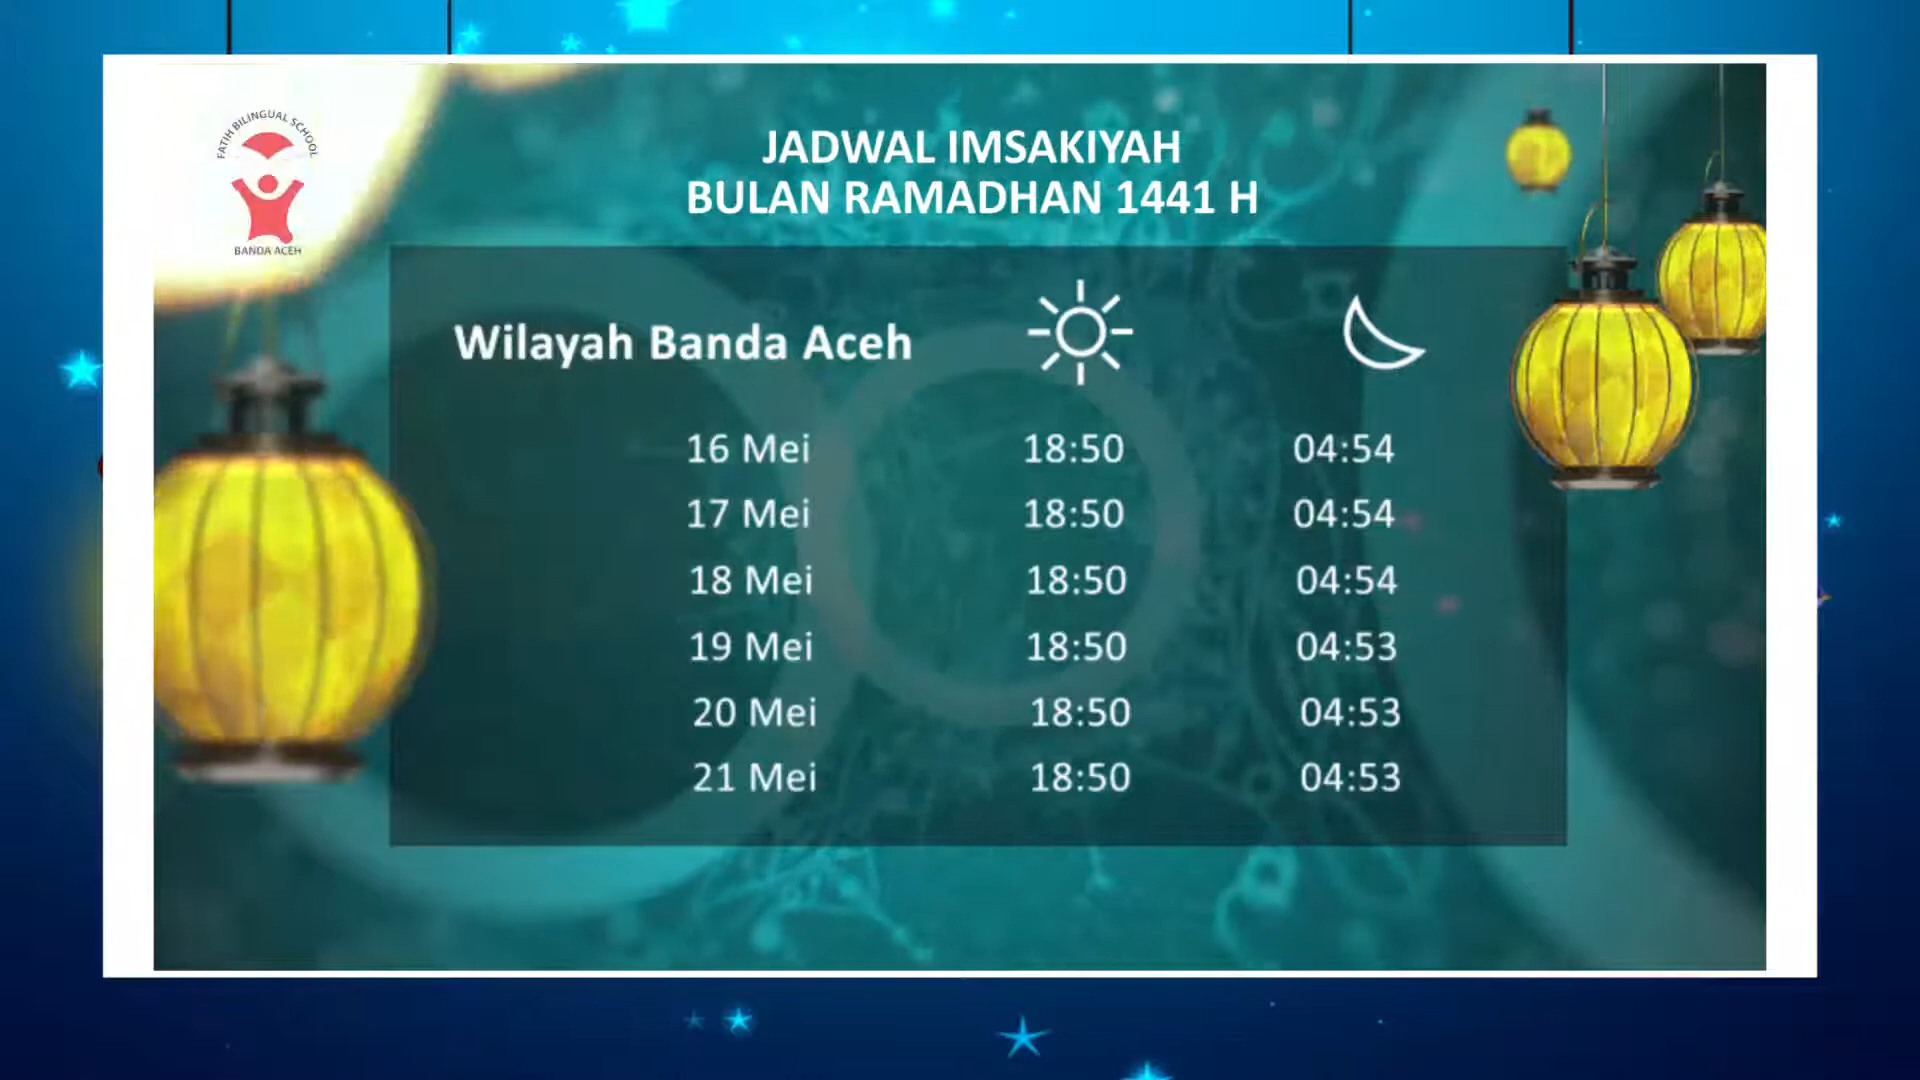 FATIH BILINGUAL SCHOOL
BANDA ACEH
JADWAL IMSAKIYAH
BULAN RAMADHAN 1441 H
Wilayah Banda Aceh
16 Mei 18:50 04:54
17 Mei 18:50 04:54
18 Mei 18:50 04:54
19 Mei 18:50 04:53
20 Mei 18:50 04:53
21 Mei 18:50 04:53